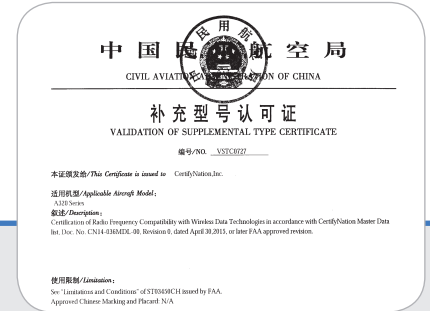 中国民用航空局
CIVIL AVIATION ADMINISTRATION OF CHINA
补充型号认可证
VALIDATION OF SUPPLEMENTAL TYPE CERTIFICATE
编号/NO. VSTC0727
本证颁发给/This Certificate is issued to CertifyNation,Inc.
适用机型/Applicable Aircraft Model:
A320 Series
叙述/Description:
Certification of Radio Frequency Compatibility with Wireless Data Technologies in accordance with CertifyNation Master Data
list, Doc. No. CN14-036MDL-00, Revision 0, dated April 30,2015, or later FAA approved revision.
使用限制/Limitation:
See "Limitations and Conditions" of ST03450CH issued by FAA.
Approved Chinese Marking and Placard: N/A